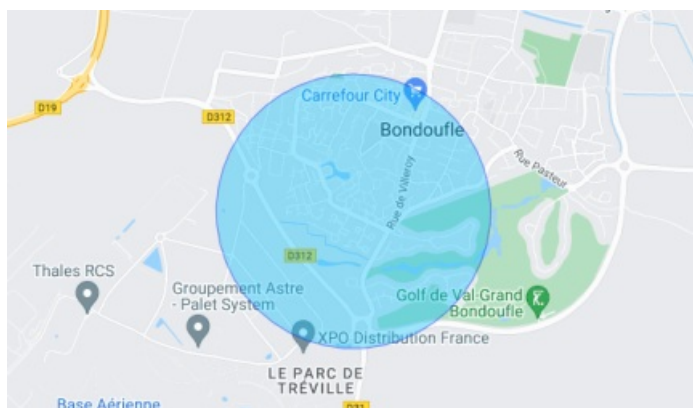 Carrefour City
D19
D312
Bondoufle
Rue Pasteur
Rue de Villeroy
D312
Thales RCS
Groupement Astre
- Palet System
Golf de Val-Grand
Bondoufle
XPO Distribution France
LE PARC DE
TRÉVILLE
Base Aérienne
D31